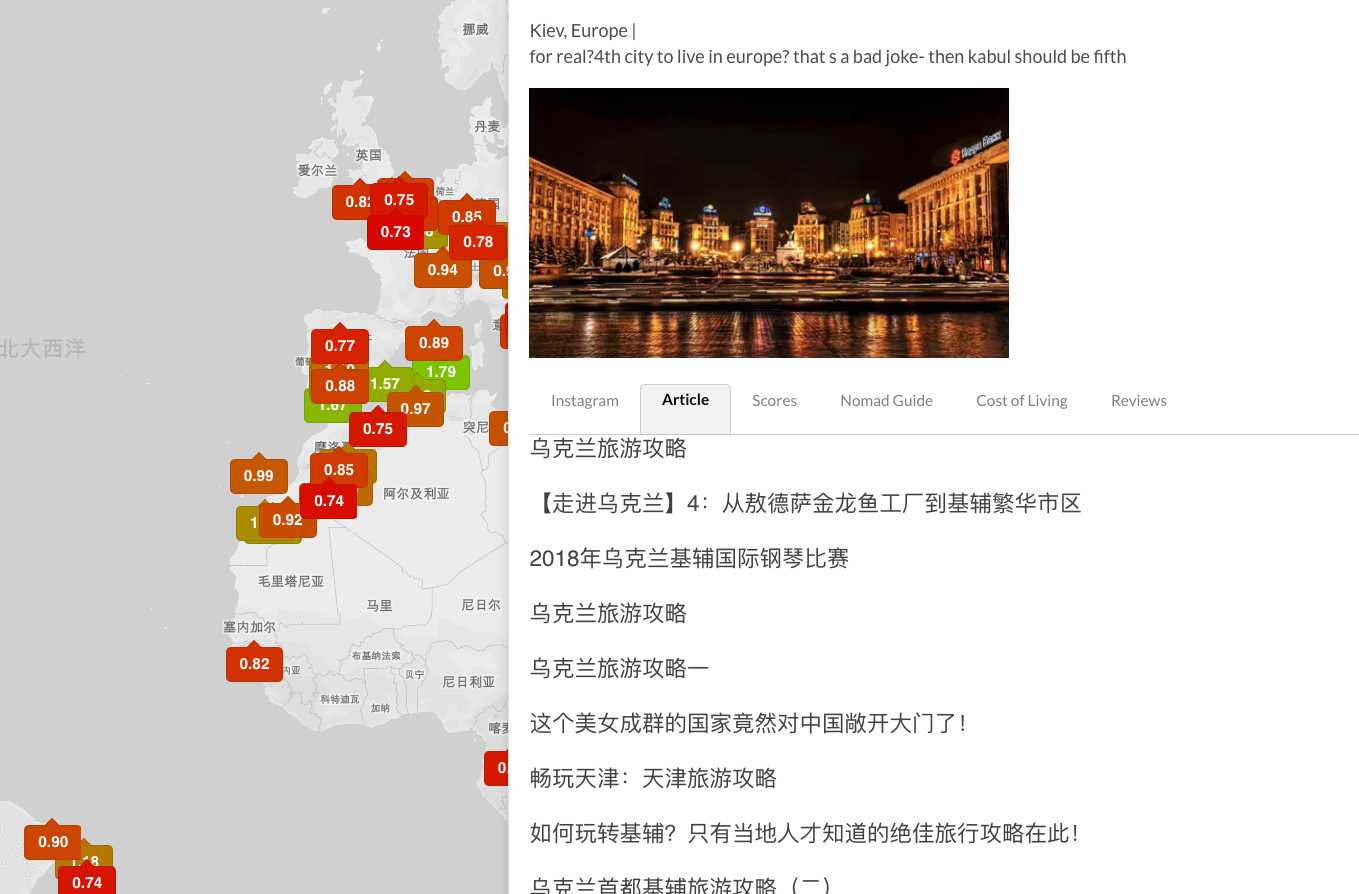 挪威
丹麦
英国
爱尔兰
荷兰
0.82
0.75
0.85
0.73
0.78
0.94
北大西洋
0.77
0.89
1.79
1.57
0.88
1.67
0.97
0.75
突尼
0.99
0.85
0.74
阿尔及利亚
0.92
毛里塔尼亚
马里
尼日尔
塞内加尔
0.82
布基纳法索
贝宁
尼日利亚
科特迪瓦
加纳
0.90
1.18
0.74
Kiev, Europe |
for real?4th city to live in europe? that s a bad joke- then kabul should be fifth
Instagram Article Scores Nomad Guide Cost of Living Reviews
乌克兰旅游攻略
【走进乌克兰】4：从敖德萨金龙鱼工厂到基辅繁华市区
2018年乌克兰基辅国际钢琴比赛
乌克兰旅游攻略
乌克兰旅游攻略一
这个美女成群的国家竟然对中国敞开大门了！
畅玩天津：天津旅游攻略
如何玩转基辅？只有当地人才知道的绝佳旅行攻略在此！
乌克兰首都基辅旅游攻略（二）